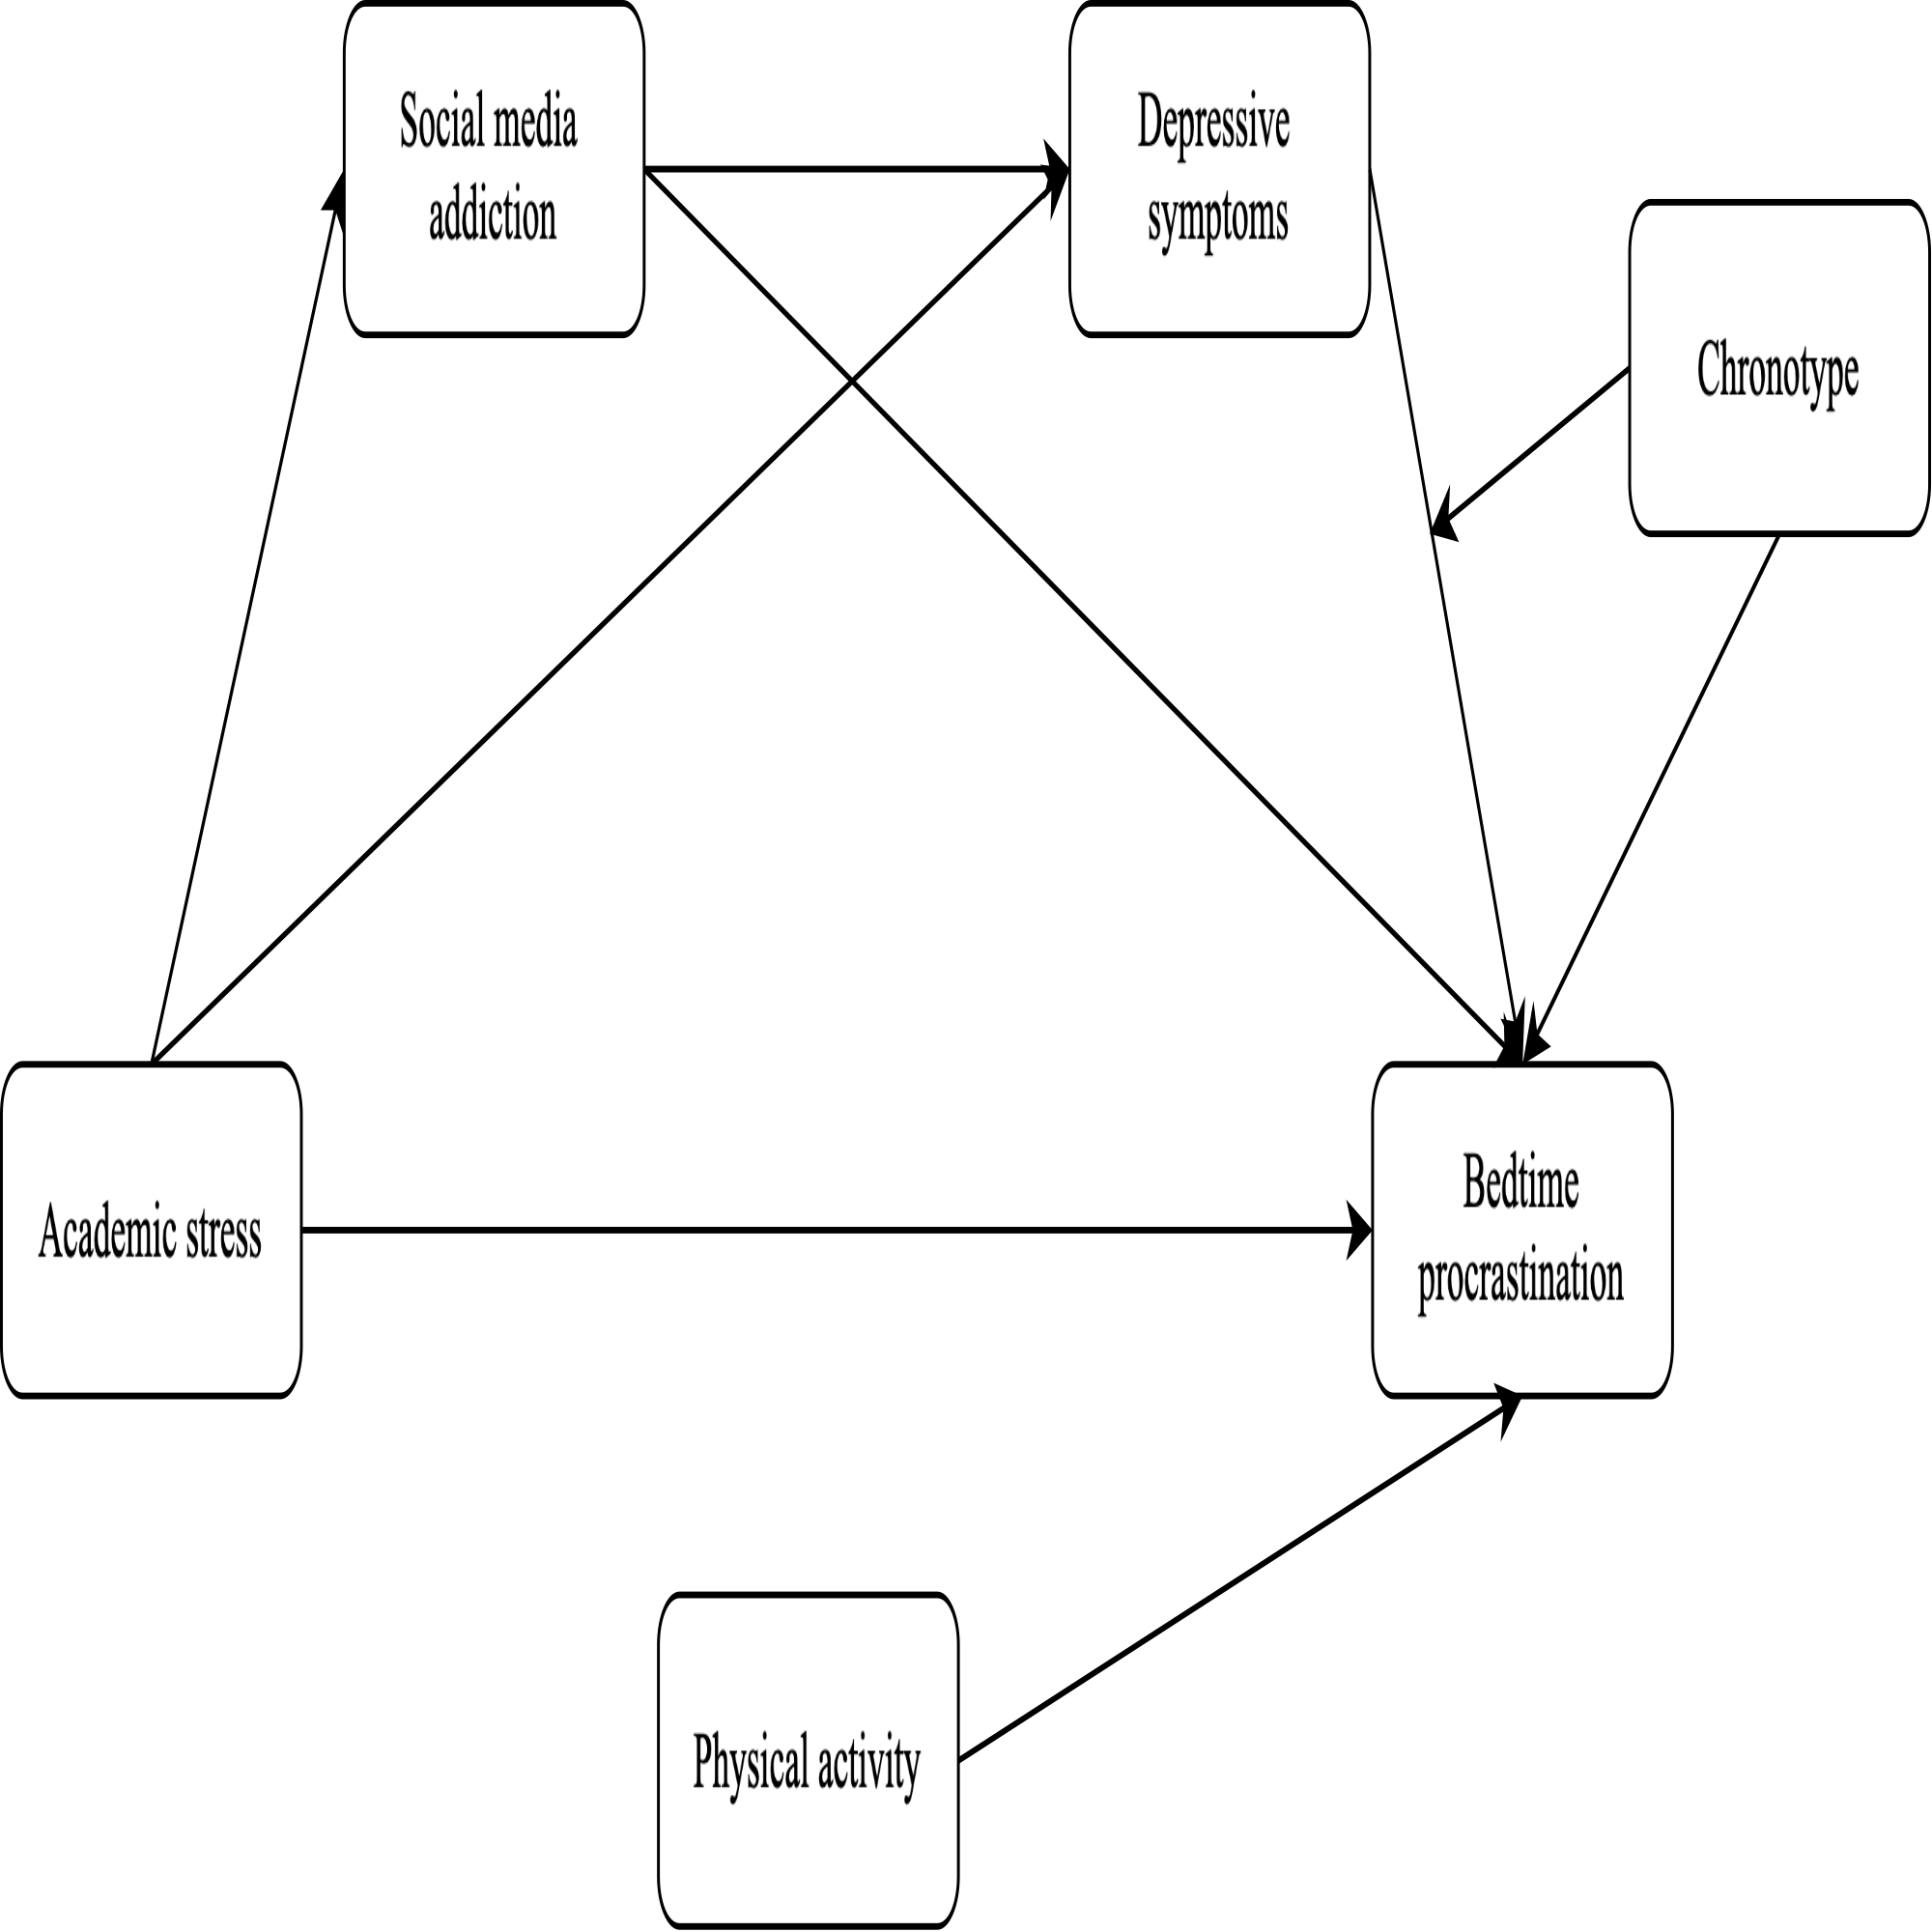 Social media
addiction
Depressive
symptoms
Chronotype
Academic stress
Bedtime
procrastination
Physical activity